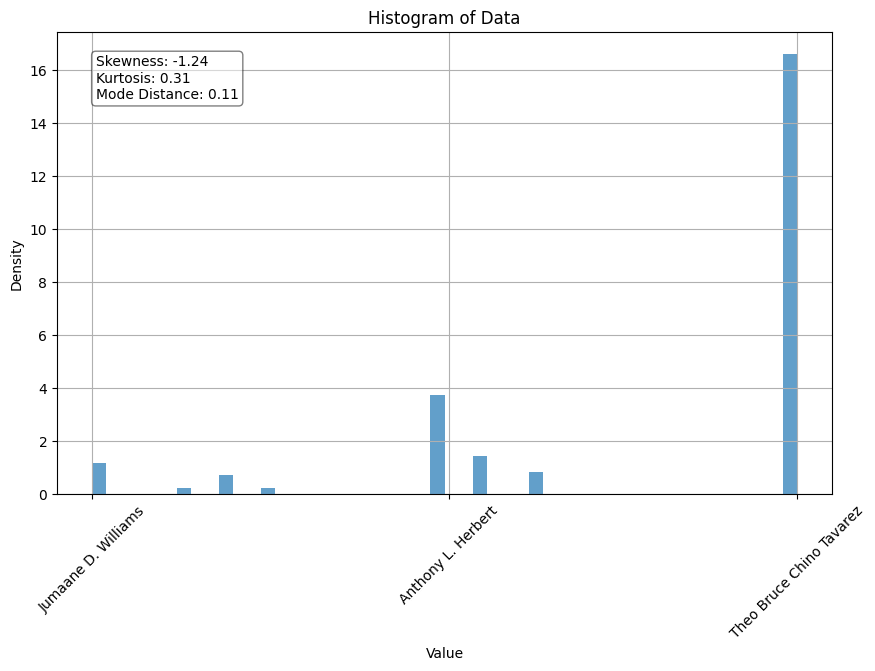 Histogram of Data
Skewness: -1.24
Kurtosis: 0.31
Mode Distance: 0.11
Density
16
14
12
10
8
6
4
2
0
Jumaane D. Williams
Anthony L. Herbert
Theo Bruce Chino Tavarez
Value